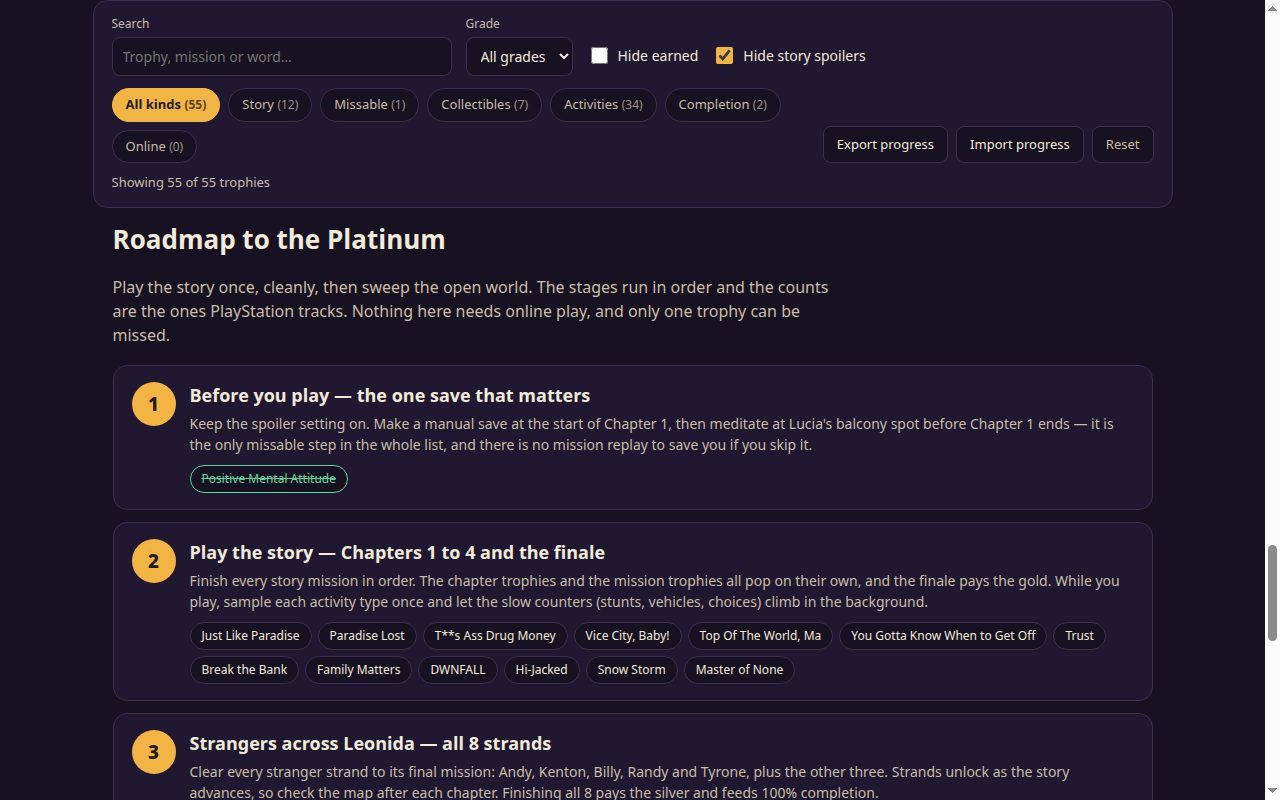 Search
Grade
Trophy, mission or word...
All grades
Hide earned
Hide story spoilers
All kinds (55)
Story (12)
Missable (1)
Collectibles (7)
Activities (34)
Completion (2)
Online (0)
Export progress
Import progress
Reset
Showing 55 of 55 trophies
Roadmap to the Platinum
Play the story once, cleanly, then sweep the open world. The stages run in order and the counts
are the ones PlayStation tracks. Nothing here needs online play, and only one trophy can be
missed.
1
Before you play — the one save that matters
Keep the spoiler setting on. Make a manual save at the start of Chapter 1, then meditate at Lucia's balcony spot before Chapter 1 ends — it is
the only missable step in the whole list, and there is no mission replay to save you if you skip it.
Positive Mental Attitude
2
Play the story — Chapters 1 to 4 and the finale
Finish every story mission in order. The chapter trophies and the mission trophies all pop on their own, and the finale pays the gold. While you
play, sample each activity type once and let the slow counters (stunts, vehicles, choices) climb in the background.
Just Like Paradise
Paradise Lost
T**s Ass Drug Money
Vice City, Baby!
Top Of The World, Ma
You Gotta Know When to Get Off
Trust
Break the Bank
Family Matters
DWNFALL
Hi-Jacked
Snow Storm
Master of None
3
Strangers across Leonida — all 8 strands
Clear every stranger strand to its final mission: Andy, Kenton, Billy, Randy and Tyrone, plus the other three. Strands unlock as the story
advances, so check the map after each chapter. Finishing all 8 pays the silver and feeds 100% completion.